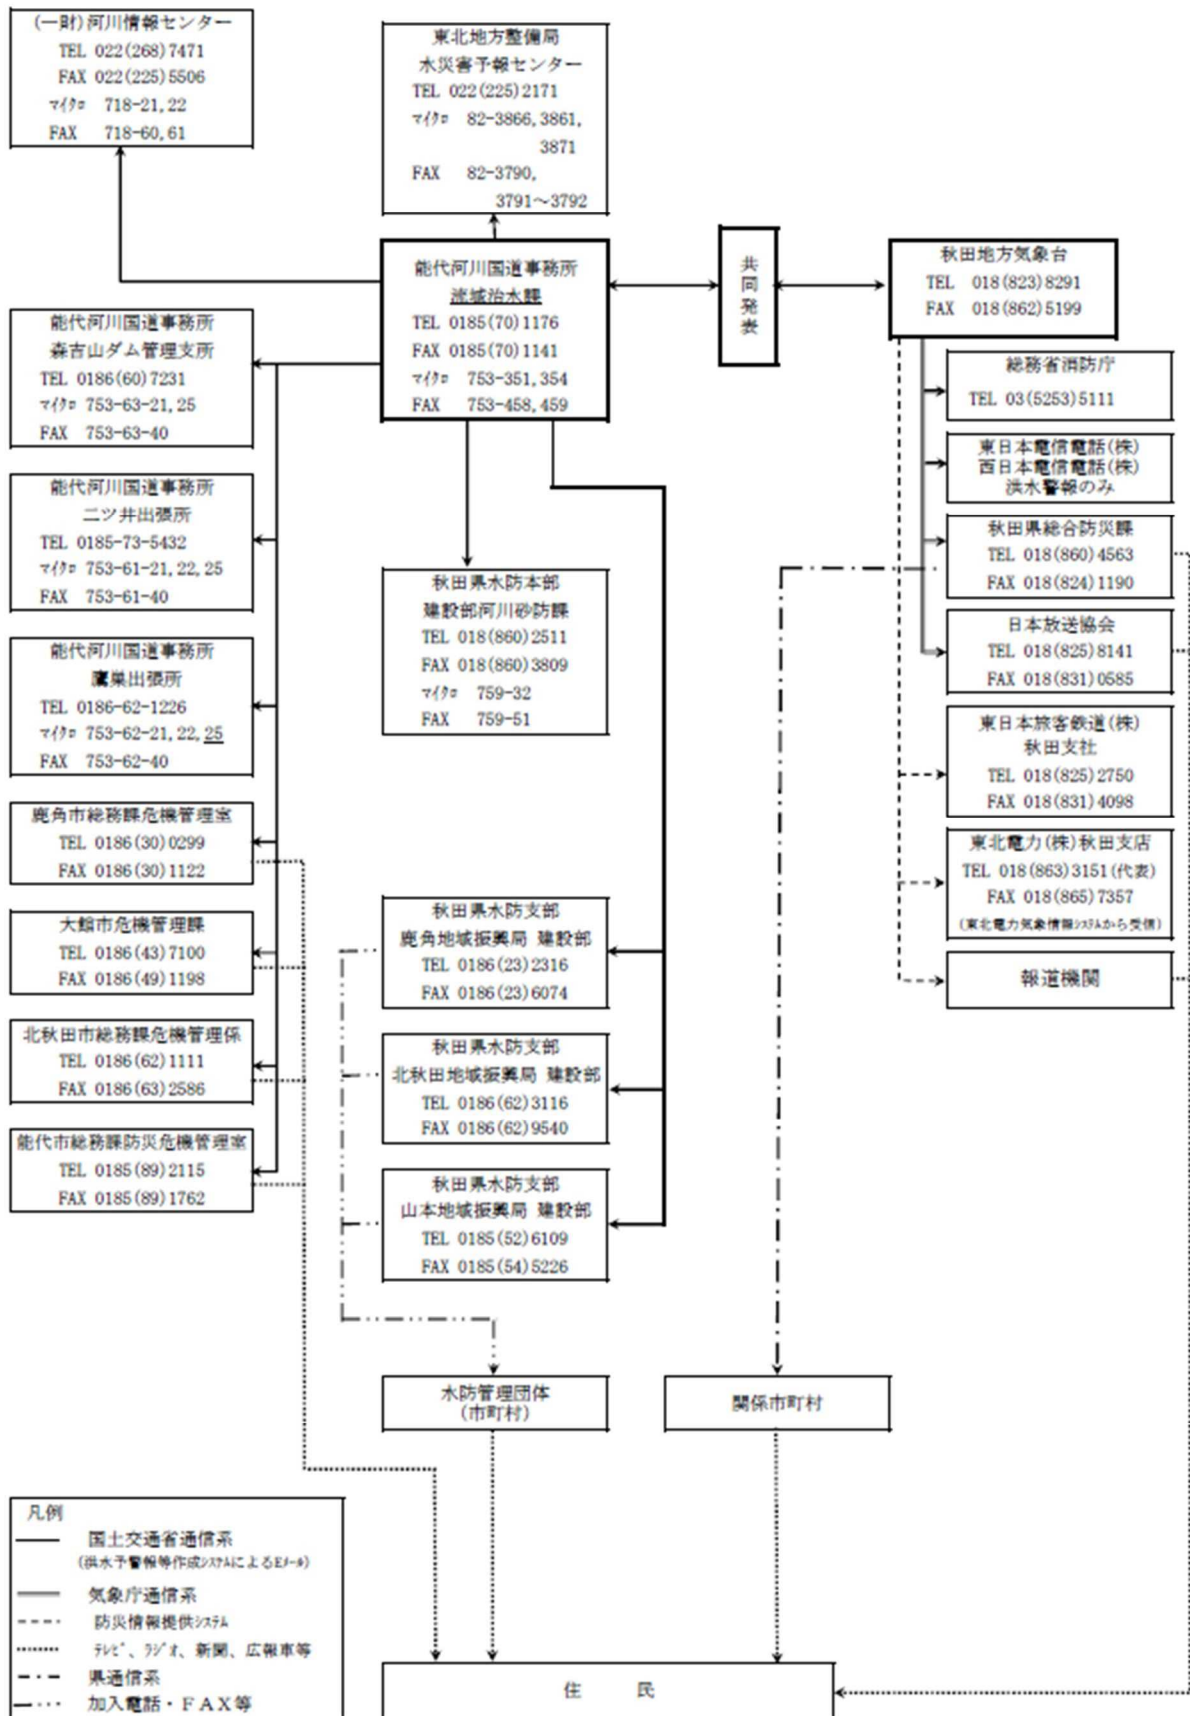 (一財)河川情報センター
TEL 022(268)7471
FAX 022(225)5506
ﾏｲｸﾛ 718-21,22
FAX 718-60,61
東北地方整備局
水災害予報センター
TEL 022(225)2171
ﾏｲｸﾛ 82-3866,3861,
3871
FAX 82-3790,
3791～3792
能代河川国道事務所
流域治水課
TEL 0185(70)1176
FAX 0185(70)1141
ﾏｲｸﾛ 753-351,354
FAX 753-458,459
共同発表
秋田地方気象台
TEL 018(823)8291
FAX 018(862)5199
能代河川国道事務所
森吉山ダム管理支所
TEL 0186(60)7231
ﾏｲｸﾛ 753-63-21,25
FAX 753-63-40
能代河川国道事務所
二ツ井出張所
TEL 0185-73-5432
ﾏｲｸﾛ 753-61-21,22,25
FAX 753-61-40
能代河川国道事務所
鷹巣出張所
TEL 0186-62-1226
ﾏｲｸﾛ 753-62-21,22,25
FAX 753-62-40
鹿角市総務課危機管理室
TEL 0186(30)0299
FAX 0186(30)1122
大館市危機管理課
TEL 0186(43)7100
FAX 0186(49)1198
北秋田市総務課危機管理係
TEL 0186(62)1111
FAX 0186(63)2586
能代市総務課防災危機管理室
TEL 0185(89)2115
FAX 0185(89)1762
秋田県水防本部
建設部河川砂防課
TEL 018(860)2511
FAX 018(860)3809
ﾏｲｸﾛ 759-32
FAX 759-51
秋田県水防支部
鹿角地域振興局 建設部
TEL 0186(23)2316
FAX 0186(23)6074
秋田県水防支部
北秋田地域振興局 建設部
TEL 0186(62)3116
FAX 0186(62)9540
秋田県水防支部
山本地域振興局 建設部
TEL 0185(52)6109
FAX 0185(54)5226
総務省消防庁
TEL 03(5253)5111
東日本電信電話(株)
西日本電信電話(株)
洪水警報のみ
秋田県総合防災課
TEL 018(860)4563
FAX 018(824)1190
日本放送協会
TEL 018(825)8141
FAX 018(831)0585
東日本旅客鉄道(株)
秋田支社
TEL 018(825)2750
FAX 018(831)4098
東北電力(株)秋田支店
TEL 018(863)3151(代表)
FAX 018(865)7357
(東北電力気象情報ｼｽﾃﾑから受信)
報道機関
水防管理団体
(市町村)
関係市町村
凡例
国土交通省通信系
(洪水予警報等作成ｼｽﾃﾑによるEﾒｰﾙ)
気象庁通信系
防災情報提供ｼｽﾃﾑ
ﾃﾚﾋﾞ、ﾗｼﾞｵ、新聞、広報車等
県通信系
加入電話・ＦＡＸ等
住 民